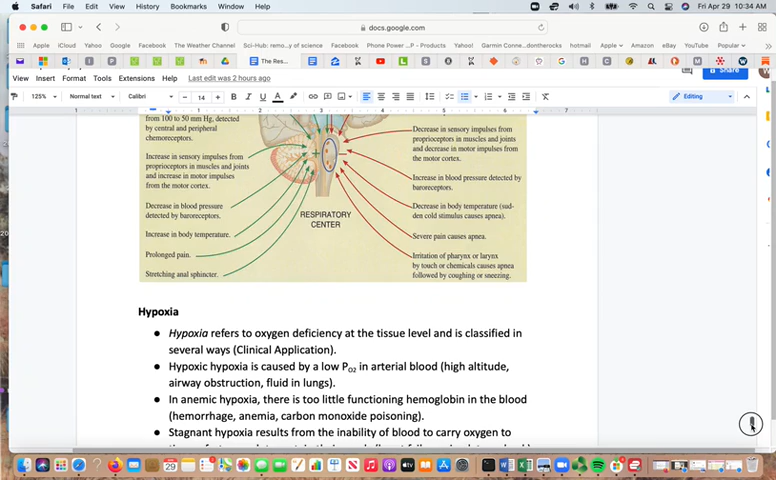 Safari File Edit View History Bookmarks Window Help Fri Apr 29 10:34 AM
docs.google.com
Apple iCloud Yahoo Google Facebook The Weather Channel Sci-Hub: remo...y of science Facebook Phone Power ...P - Products Yahoo! Garmin Conne...dontherocks hotmail Apple Amazon eBay YouTube Popular
The Res...
View Insert Format Tools Extensions Help Last edit was 2 hours ago Share
125% Normal text Calibri 14 B I U A Editing
1 1 2 3 4 5 6 7
from 100 to 50 mm Hg, detected
by central and peripheral
chemoreceptors.
Increase in sensory impulses from
proprioceptors in muscles and joints
and increase in motor impulses
from the motor cortex.
Decrease in blood pressure
detected by baroreceptors.
Increase in body temperature.
Prolonged pain.
Stretching anal sphincter.
RESPIRATORY
CENTER
Decrease in sensory impulses from
proprioceptors in muscles and joints
and decrease in motor impulses from
the motor cortex.
Increase in blood pressure detected by
baroreceptors.
Decrease in body temperature (sud-
den cold stimulus causes apnea).
Severe pain causes apnea.
Irritation of pharynx or larynx
by touch or chemicals causes apnea
followed by coughing or sneezing.
Hypoxia
● Hypoxia refers to oxygen deficiency at the tissue level and is classified in
several ways (Clinical Application).
● Hypoxic hypoxia is caused by a low PO2 in arterial blood (high altitude,
airway obstruction, fluid in lungs).
● In anemic hypoxia, there is too little functioning hemoglobin in the blood
(hemorrhage, anemia, carbon monoxide poisoning).
● Stagnant hypoxia results from the inability of blood to carry oxygen to